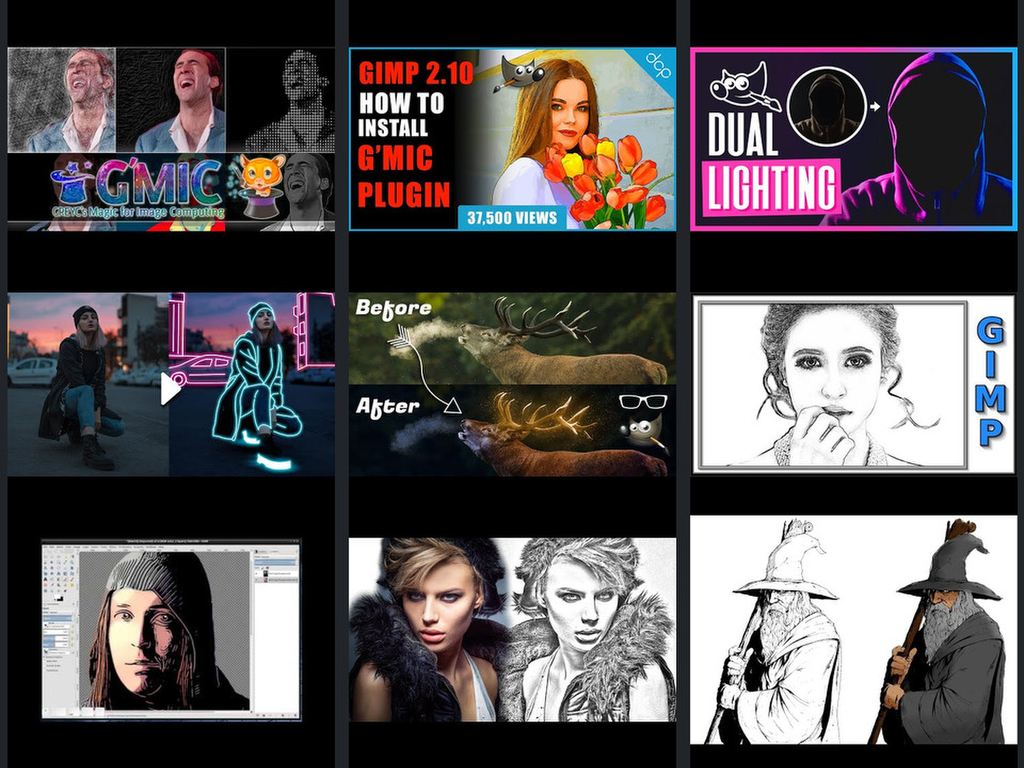 G'MIC
GREYC's Magic for Image Computing
GIMP 2.10
HOW TO
INSTALL
G'MIC
PLUGIN
37,500 VIEWS
dcp
DUAL
LIGHTING
Before
After
GIMP